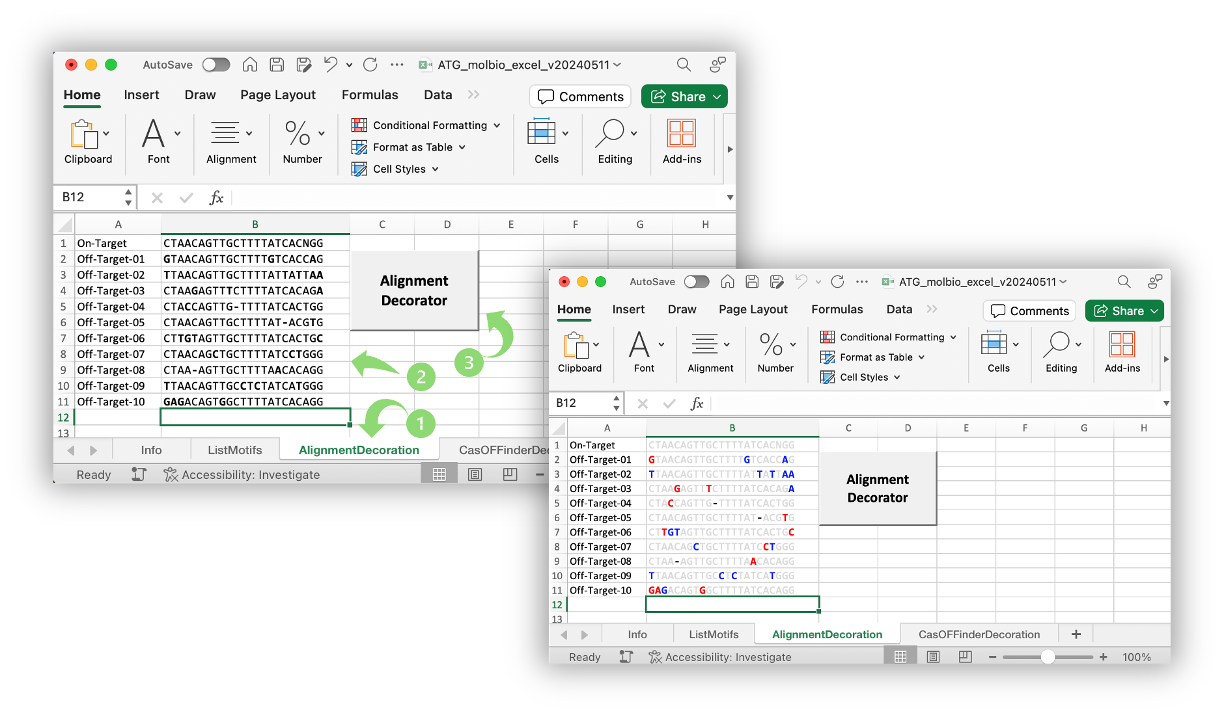 AutoSave ATG_molbio_excel_v20240511
Home Insert Draw Page Layout Formulas Data >> Comments Share
Clipboard Font Alignment Number Conditional Formatting Format as Table Cell Styles Cells Editing Add-ins
B12 fx
A B C D E F G H
1 On-Target CTAACAGTTGCTTTTATCACNGG
2 Off-Target-01 GTAACAGTTGCTTTTGTCACCAG
3 Off-Target-02 TTAACAGTTGCTTTTATTATTAA
4 Off-Target-03 CTAAGAGTTTCTTTTATCACAGA
5 Off-Target-04 CTACCAGTTG-TTTTATCACTGG
6 Off-Target-05 CTAACAGTTGCTTTTAT-ACGTG
7 Off-Target-06 CTTGTAGTTGCTTTTATCACTGC
8 Off-Target-07 CTAACAGCTGCTTTTATCCTGGG
9 Off-Target-08 CTAA-AGTTGCTTTTAACACAGG
10 Off-Target-09 TTAACAGTTGCCTCTATCATGGG
11 Off-Target-10 GAGACAGTGGCTTTTATCACAGG
12
13
Alignment
Decorator
3
2
1
Info ListMotifs AlignmentDecoration CasOFFinderDec
Ready Accessibility: Investigate
AutoSave ATG_molbio_excel_v20240511
Home Insert Draw Page Layout Formulas Data >> Comments Share
Clipboard Font Alignment Number Conditional Formatting Format as Table Cell Styles Cells Editing Add-ins
B12 fx
A B C D E F G H
1 On-Target CTAACAGTTGCTTTTATCACNGG
2 Off-Target-01 GTAACAGTTGCTTTTGTCACCAG
3 Off-Target-02 TTAACAGTTGCTTTTATTATTAA
4 Off-Target-03 CTAAGAGTTTCTTTTATCACAGA
5 Off-Target-04 CTACCAGTTG-TTTTATCACTGG
6 Off-Target-05 CTAACAGTTGCTTTTAT-ACGTG
7 Off-Target-06 CTTGTAGTTGCTTTTATCACTGC
8 Off-Target-07 CTAACAGCTGCTTTTATCCTGGG
9 Off-Target-08 CTAA-AGTTGCTTTTAACACAGG
10 Off-Target-09 TTAACAGTTGCCTCTATCATGGG
11 Off-Target-10 GAGACAGTGGCTTTTATCACAGG
12
13
Alignment
Decorator
Info ListMotifs AlignmentDecoration CasOFFinderDecoration +
Ready Accessibility: Investigate − + 100%